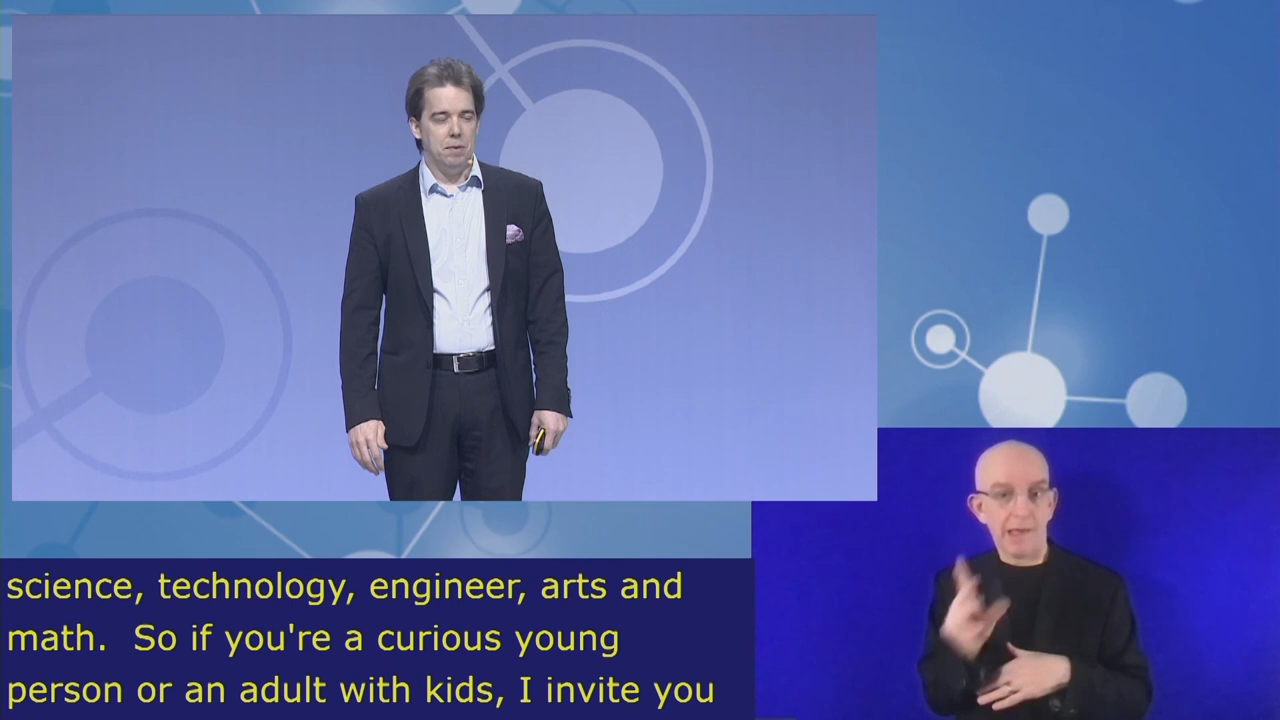 science, technology, engineer, arts and
math.  So if you're a curious young
person or an adult with kids, I invite you